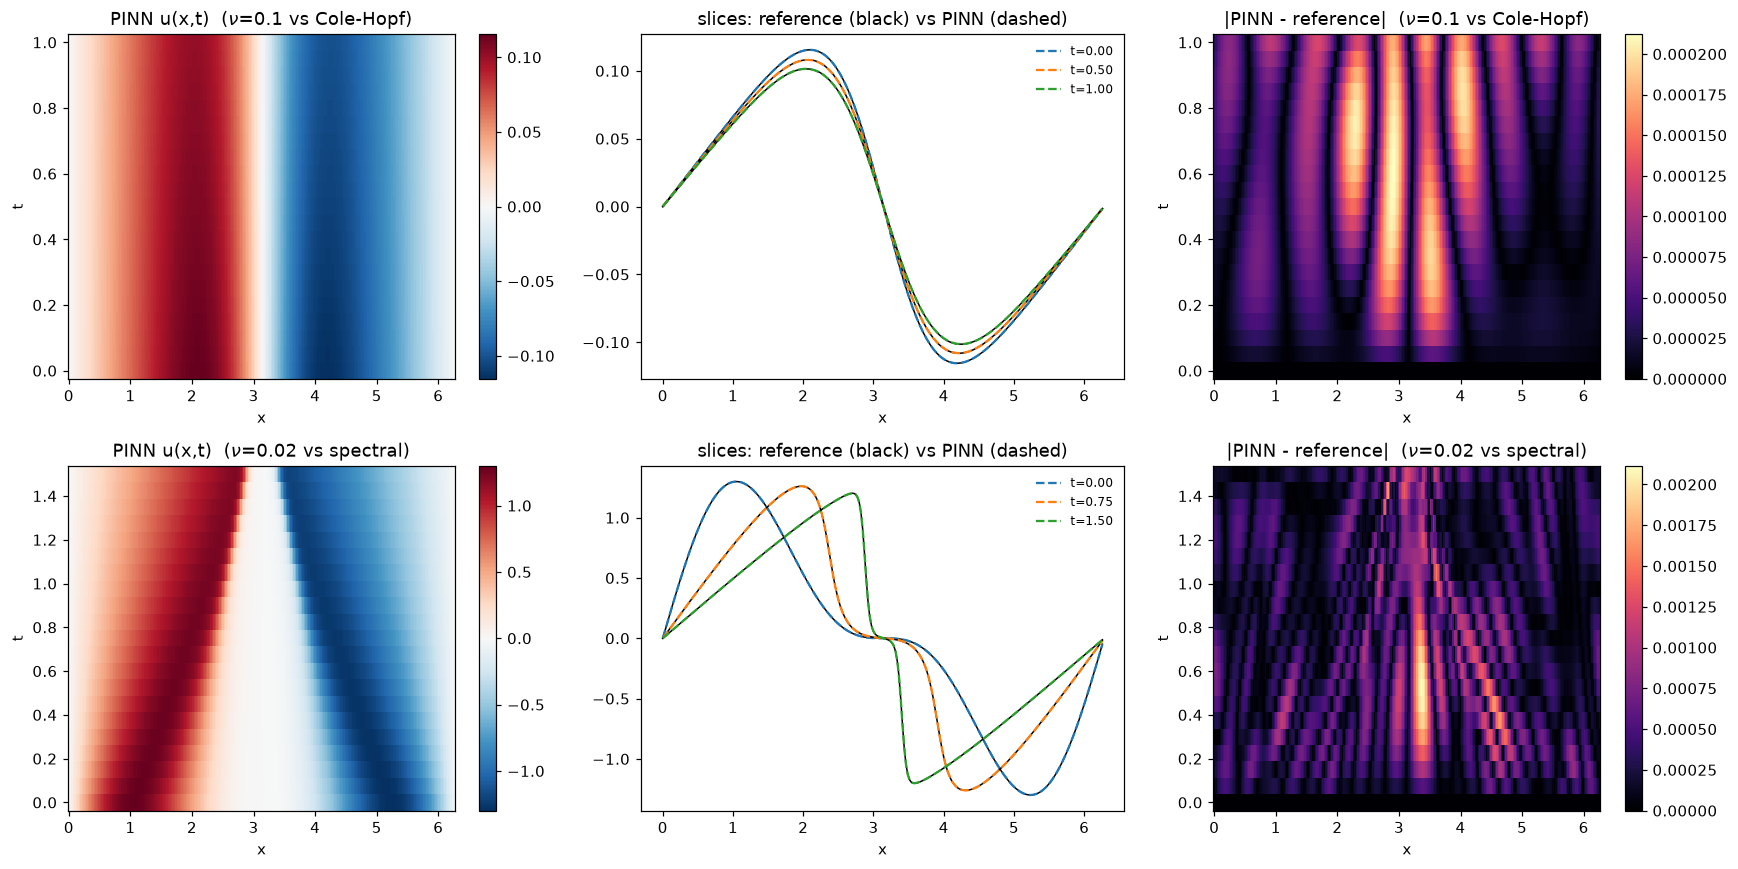 PINN u(x,t)  (ν=0.1 vs Cole-Hopf)
1.0
0.8
0.6
0.4
0.2
0.0
t
0 1 2 3 4 5 6
x
0.10
0.05
0.00
−0.05
−0.10
slices: reference (black) vs PINN (dashed)
0.10
0.05
0.00
−0.05
−0.10
t=0.00
t=0.50
t=1.00
0 1 2 3 4 5 6
x
|PINN - reference|  (ν=0.1 vs Cole-Hopf)
1.0
0.8
0.6
0.4
0.2
0.0
t
0 1 2 3 4 5 6
x
0.000200
0.000175
0.000150
0.000125
0.000100
0.000075
0.000050
0.000025
0.000000
PINN u(x,t)  (ν=0.02 vs spectral)
1.4
1.2
1.0
0.8
0.6
0.4
0.2
0.0
t
0 1 2 3 4 5 6
x
1.0
0.5
0.0
−0.5
−1.0
slices: reference (black) vs PINN (dashed)
1.0
0.5
0.0
−0.5
−1.0
t=0.00
t=0.75
t=1.50
0 1 2 3 4 5 6
x
|PINN - reference|  (ν=0.02 vs spectral)
1.4
1.2
1.0
0.8
0.6
0.4
0.2
0.0
t
0 1 2 3 4 5 6
x
0.00200
0.00175
0.00150
0.00125
0.00100
0.00075
0.00050
0.00025
0.00000